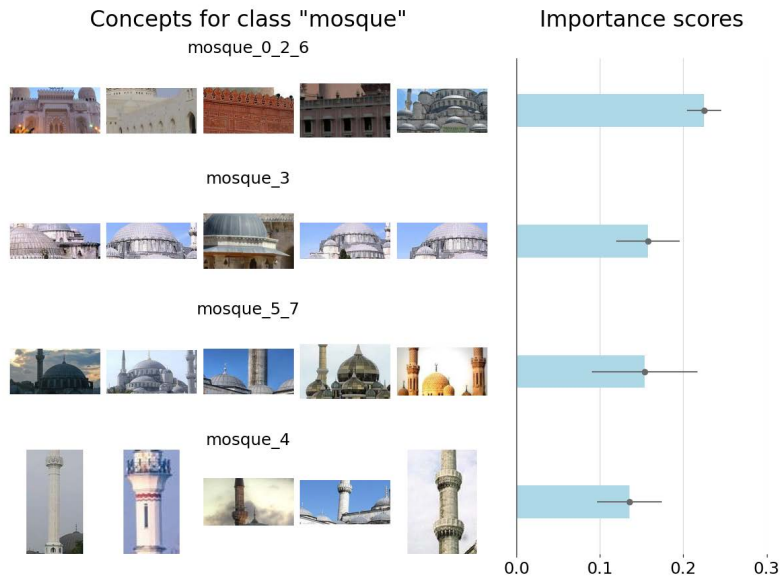 Concepts for class "mosque"
Importance scores
mosque_0_2_6
mosque_3
mosque_5_7
mosque_4
0.0 0.1 0.2 0.3